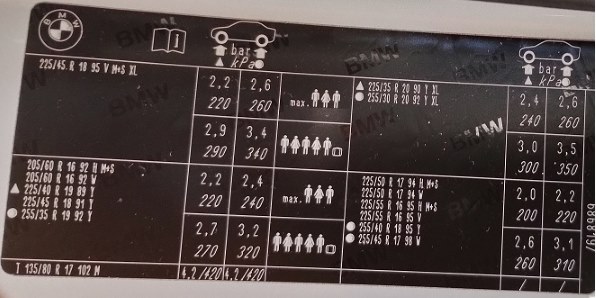 BMW
bar bar
kPa kPa
225/45 R 18 95 V M+S XL
2,2 2,6
220 260
max.
2,9 3,4
290 340
225/35 R 20 90 Y XL
255/30 R 20 92 Y XL
2,4 2,6
240 260
3,0 3,5
300 350
205/60 R 16 92 H M+S
205/60 R 16 92 W
225/40 R 19 89 Y
225/45 R 18 91 Y
255/35 R 19 92 Y
2,2 2,4
220 240
max.
2,7 3,2
270 320
225/50 R 17 94 H M+S
225/50 R 17 94 W
225/55 R 16 95 H M+S
225/55 R 16 95 V
255/40 R 18 95 Y
255/45 R 17 98 W
2,0 2,2
200 220
2,6 3,1
260 310
T 135/80 R 17 102 M
4,2 /420 4,2 /420
/ /